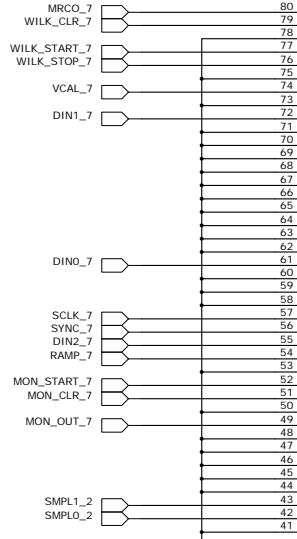 MRCO_7 80
WILK_CLR_7 79
78
WILK_START_7 77
WILK_STOP_7 76
75
VCAL_7 74
73
DIN1_7 72
71
70
69
68
67
66
65
64
63
62
DIN0_7 61
60
59
58
SCLK_7 57
SYNC_7 56
DIN2_7 55
RAMP_7 54
53
MON_START_7 52
MON_CLR_7 51
50
MON_OUT_7 49
48
47
46
45
44
SMPL1_2 43
SMPL0_2 42
41